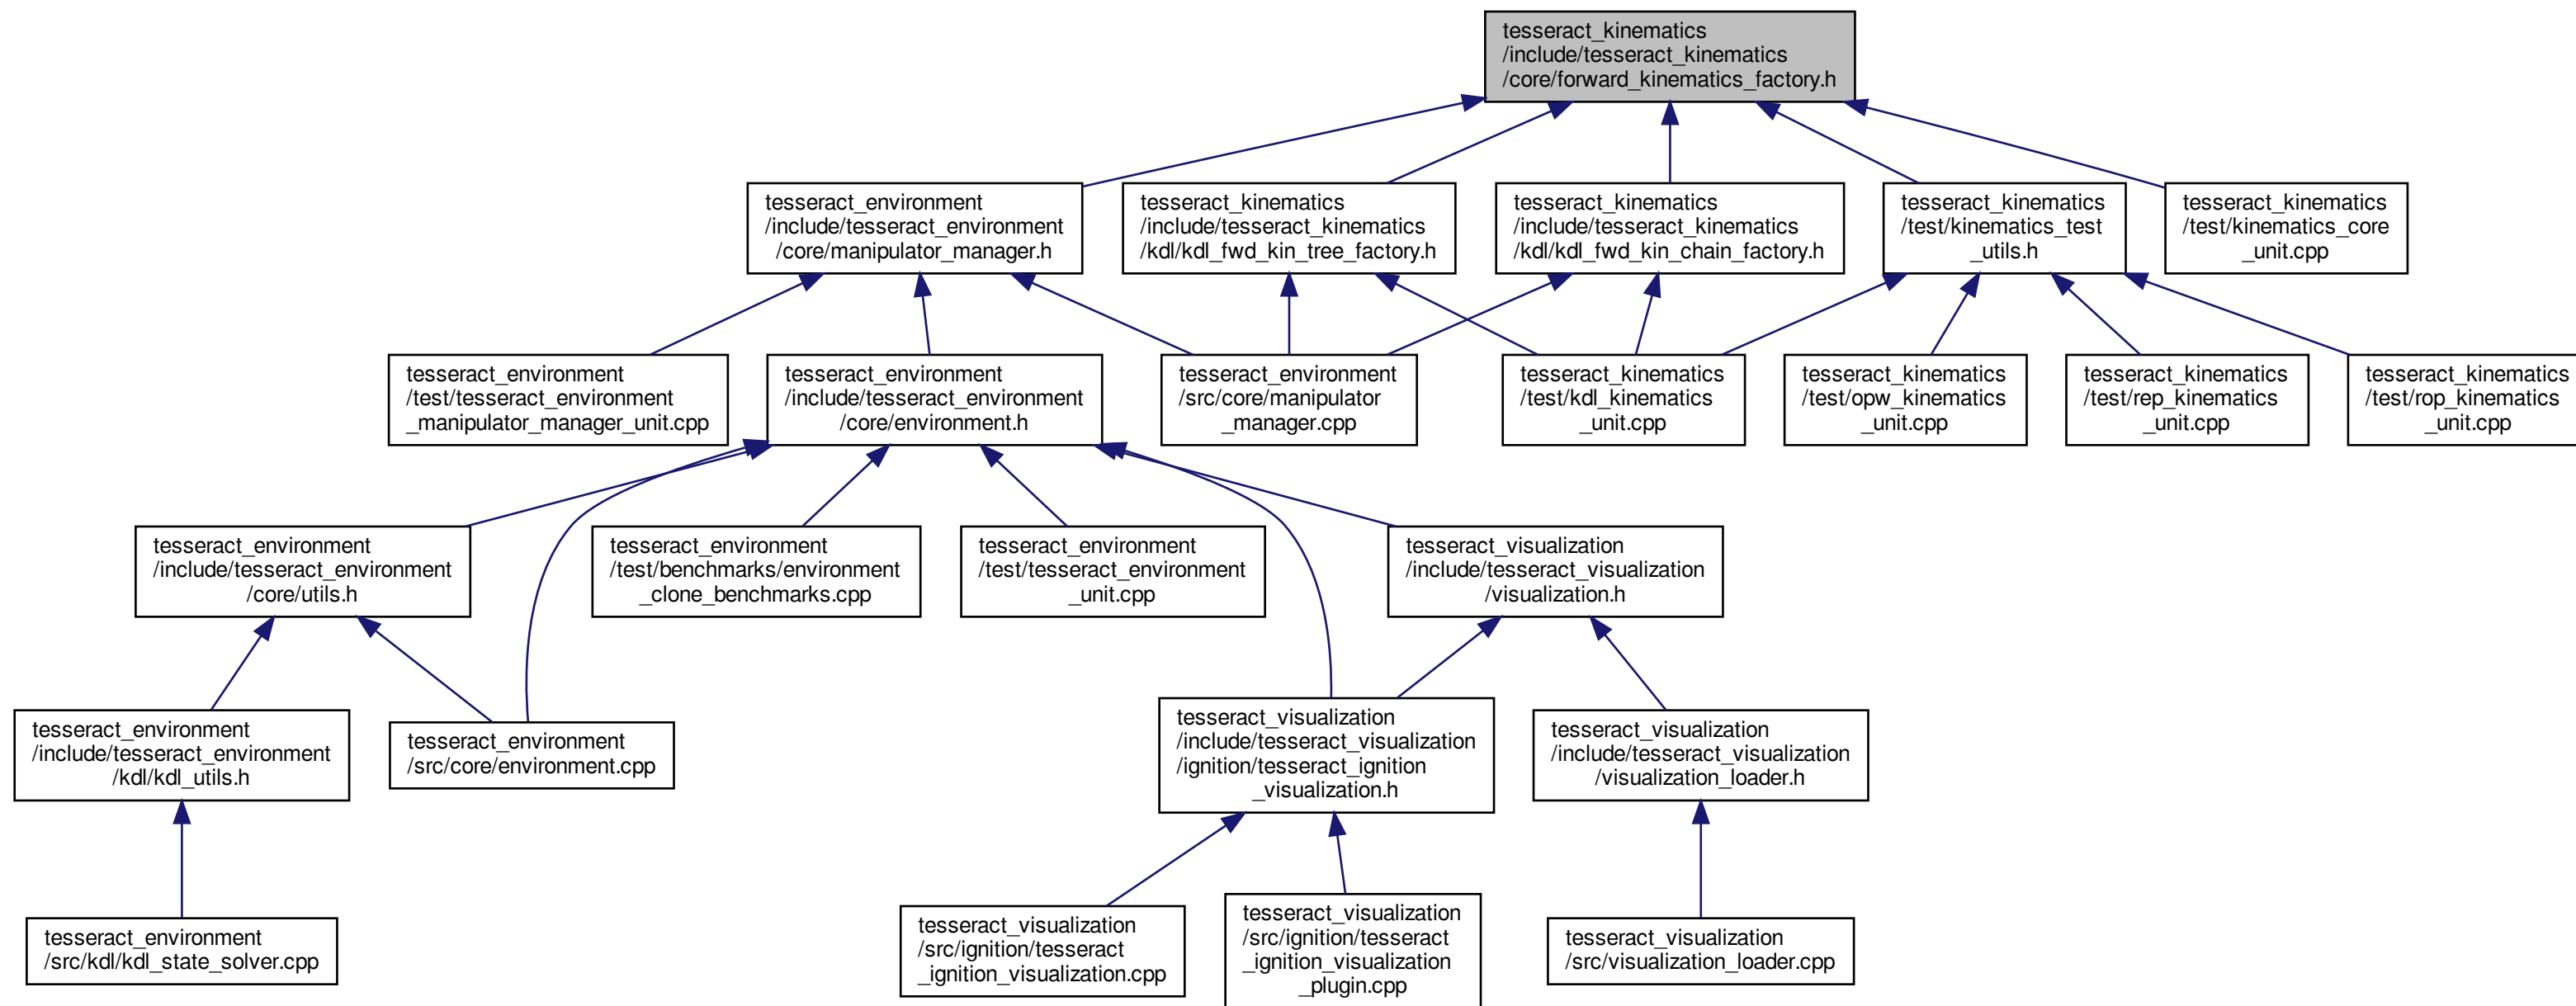 tesseract_kinematics
/include/tesseract_kinematics
/core/forward_kinematics_factory.h
tesseract_environment
/include/tesseract_environment
/core/manipulator_manager.h
tesseract_kinematics
/include/tesseract_kinematics
/kdl/kdl_fwd_kin_tree_factory.h
tesseract_kinematics
/include/tesseract_kinematics
/kdl/kdl_fwd_kin_chain_factory.h
tesseract_kinematics
/test/kinematics_test
_utils.h
tesseract_kinematics
/test/kinematics_core
_unit.cpp
tesseract_environment
/test/tesseract_environment
_manipulator_manager_unit.cpp
tesseract_environment
/include/tesseract_environment
/core/environment.h
tesseract_environment
/src/core/manipulator
_manager.cpp
tesseract_kinematics
/test/kdl_kinematics
_unit.cpp
tesseract_kinematics
/test/opw_kinematics
_unit.cpp
tesseract_kinematics
/test/rep_kinematics
_unit.cpp
tesseract_kinematics
/test/rop_kinematics
_unit.cpp
tesseract_environment
/include/tesseract_environment
/core/utils.h
tesseract_environment
/test/benchmarks/environment
_clone_benchmarks.cpp
tesseract_environment
/test/tesseract_environment
_unit.cpp
tesseract_visualization
/include/tesseract_visualization
/visualization.h
tesseract_environment
/include/tesseract_environment
/kdl/kdl_utils.h
tesseract_environment
/src/core/environment.cpp
tesseract_visualization
/include/tesseract_visualization
/ignition/tesseract_ignition
_visualization.h
tesseract_visualization
/include/tesseract_visualization
/visualization_loader.h
tesseract_environment
/src/kdl/kdl_state_solver.cpp
tesseract_visualization
/src/ignition/tesseract
_ignition_visualization.cpp
tesseract_visualization
/src/ignition/tesseract
_ignition_visualization
_plugin.cpp
tesseract_visualization
/src/visualization_loader.cpp